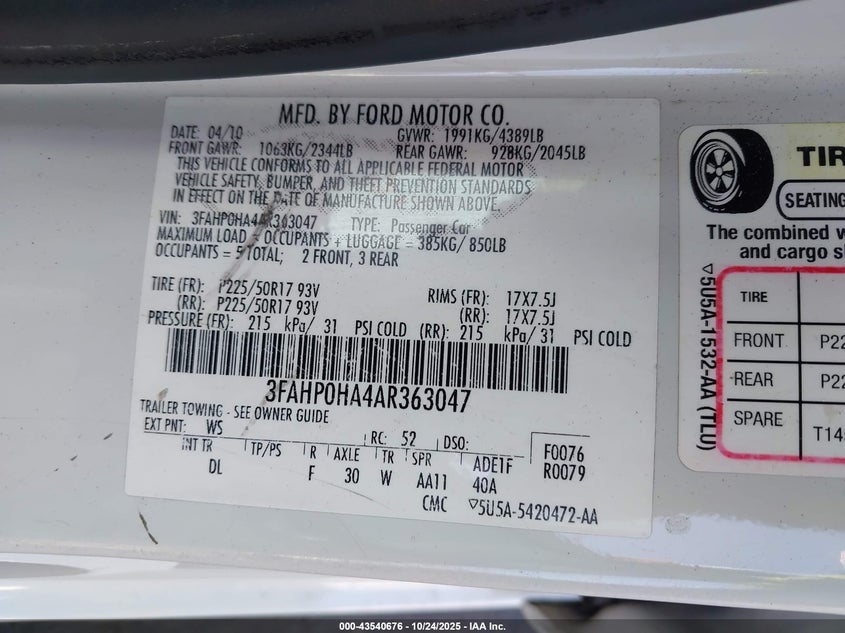 MFD. BY FORD MOTOR CO.
DATE: 04/10 GVWR: 1991KG/4389LB
FRONT GAWR: 1063KG/2344LB REAR GAWR: 928KG/2045LB
THIS VEHICLE CONFORMS TO ALL APPLICABLE FEDERAL MOTOR
VEHICLE SAFETY, BUMPER, AND THEFT PREVENTION STANDARDS
IN EFFECT ON THE DATE OF MANUFACTURE SHOWN ABOVE.
VIN: 3FAHP0HA4AR363047 TYPE: Passenger Car
MAXIMUM LOAD = OCCUPANTS + LUGGAGE = 385KG/ 850LB
OCCUPANTS = 5 TOTAL; 2 FRONT, 3 REAR
TIRE (FR): P225/50R17 93V RIMS (FR): 17X7.5J
(RR): P225/50R17 93V (RR): 17X7.5J
PRESSURE (FR): 215 kPa/ 31 PSI COLD (RR): 215 kPa/ 31 PSI COLD
3FAHP0HA4AR363047
TRAILER TOWING - SEE OWNER GUIDE
EXT PNT: WS RC: 52 DSO: F0076
INT TR TP/PS R AXLE TR SPR ADE1F R0079
DL F 30 W AA11 40A
CMC ▽5U5A-5420472-AA
TIR
SEATING
The combined w
and cargo sh
TIRE
FRONT P22
REAR P22
SPARE T145
▽5U5A-1532-AA (TLU)
000-43540676 • 10/24/2025 • IAA Inc.